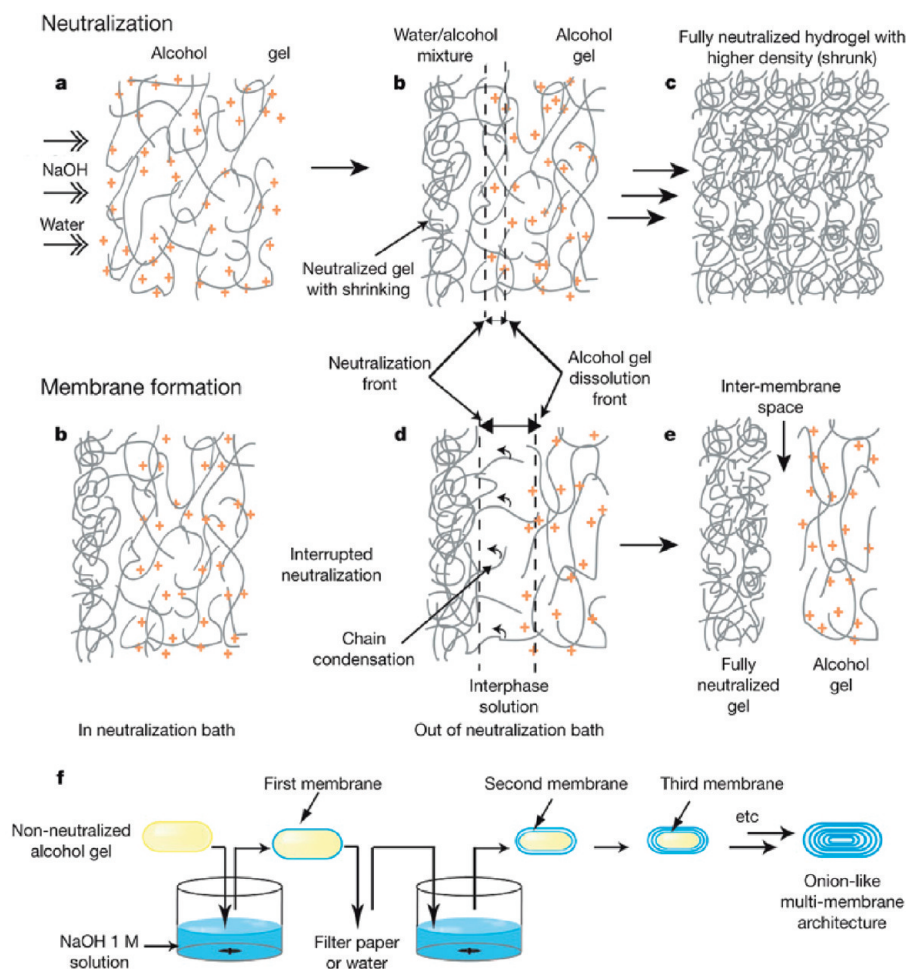 Neutralization
Alcohol gel
a
NaOH
Water
Water/alcohol
mixture
Alcohol
gel
b
Neutralized gel
with shrinking
Fully neutralized hydrogel with
higher density (shrunk)
c
Neutralization
front
Alcohol gel
dissolution
front
Membrane formation
b
In neutralization bath
d
Interrupted
neutralization
Chain
condensation
Interphase
solution
Out of neutralization bath
Inter-membrane
space
e
Fully
neutralized
gel
Alcohol
gel
f
Non-neutralized
alcohol gel
First membrane
Second membrane
Third membrane
etc
NaOH 1 M
solution
Filter paper
or water
Onion-like
multi-membrane
architecture